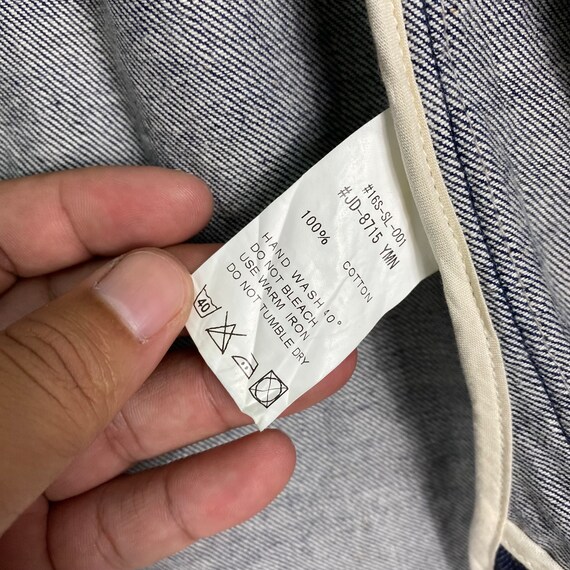 #16S-SL-001
#JD-8715 YMN
100% COTTON
HAND WASH 40°
DO NOT BLEACH
USE WARM IRON
DO NOT TUMBLE DRY
40